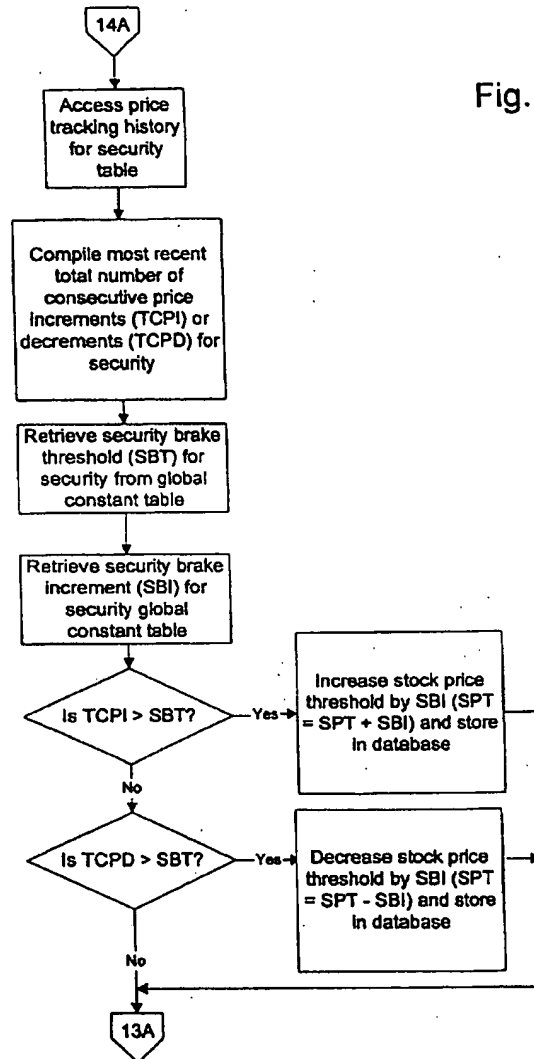 14A
Fig.
Access price
tracking history
for security
table
Compile most recent
total number of
consecutive price
increments (TCPI) or
decrements (TCPD) for
security
Retrieve security brake
threshold (SBT) for
security from global
constant table
Retrieve security brake
increment (SBI) for
security global
constant table
Is TCPI > SBT?
Yes
Increase stock price
threshold by SBI (SPT
= SPT + SBI) and store
in database
No
Is TCPD > SBT?
Yes
Decrease stock price
threshold by SBI (SPT
= SPT - SBI) and store
in database
No
13A